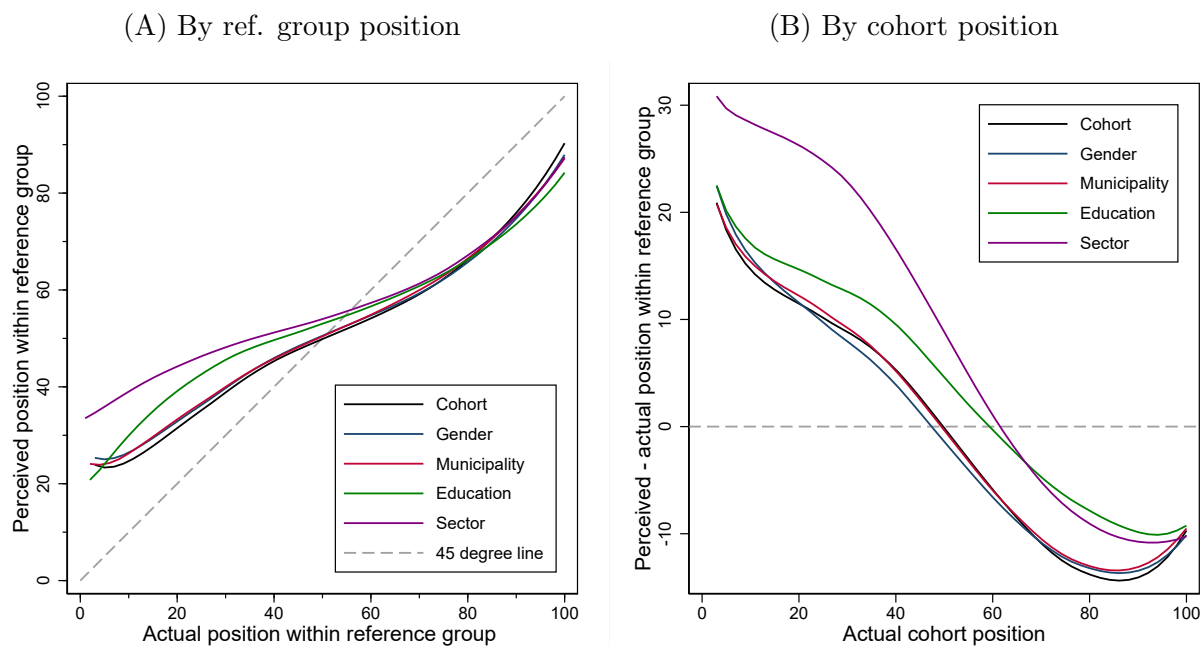 (A) By ref. group position
Perceived position within reference group
100
80
60
40
20
0
Cohort
Gender
Municipality
Education
Sector
45 degree line
0 20 40 60 80 100
Actual position within reference group
(B) By cohort position
Perceived - actual position within reference group
30
20
10
0
-10
Cohort
Gender
Municipality
Education
Sector
0 20 40 60 80 100
Actual cohort position